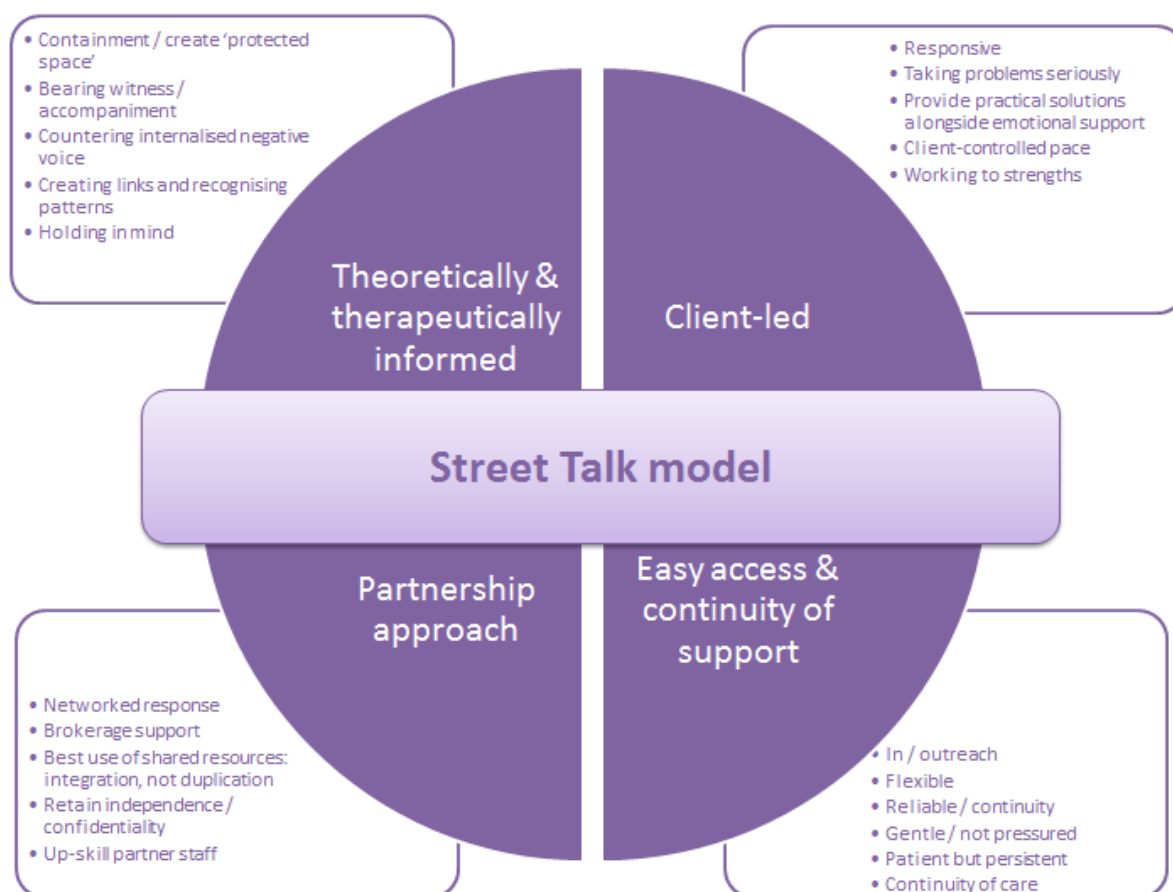 • Containment / create ‘protected
space’
• Bearing witness /
accompaniment
• Countering internalised negative
voice
• Creating links and recognising
patterns
• Holding in mind
• Responsive
• Taking problems seriously
• Provide practical solutions
alongside emotional support
• Client-controlled pace
• Working to strengths
Theoretically &
therapeutically
informed
Client-led
Street Talk model
Partnership
approach
Easy access &
continuity of
support
• Networked response
• Brokerage support
• Best use of shared resources:
integration, not duplication
• Retain independence /
confidentiality
• Up-skill partner staff
• In / outreach
• Flexible
• Reliable / continuity
• Gentle / not pressured
• Patient but persistent
• Continuity of care